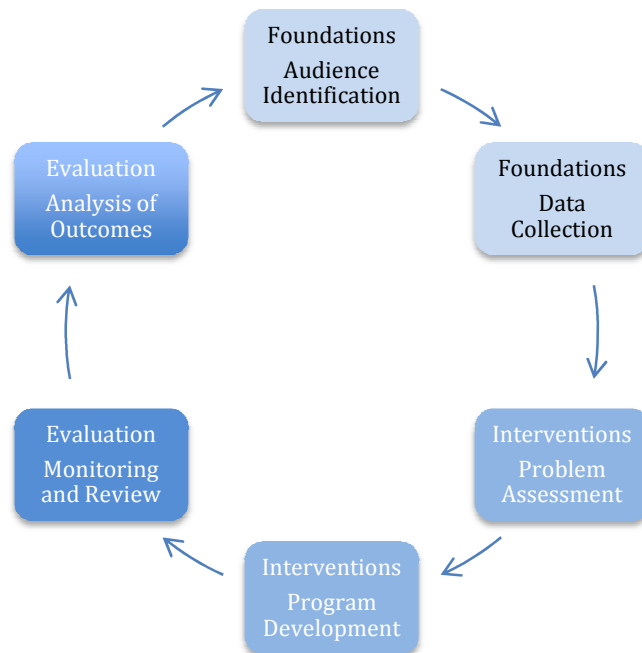 Foundations
Audience
Identification
Foundations
Data
Collection
Interventions
Problem
Assessment
Interventions
Program
Development
Evaluation
Monitoring
and Review
Evaluation
Analysis of
Outcomes